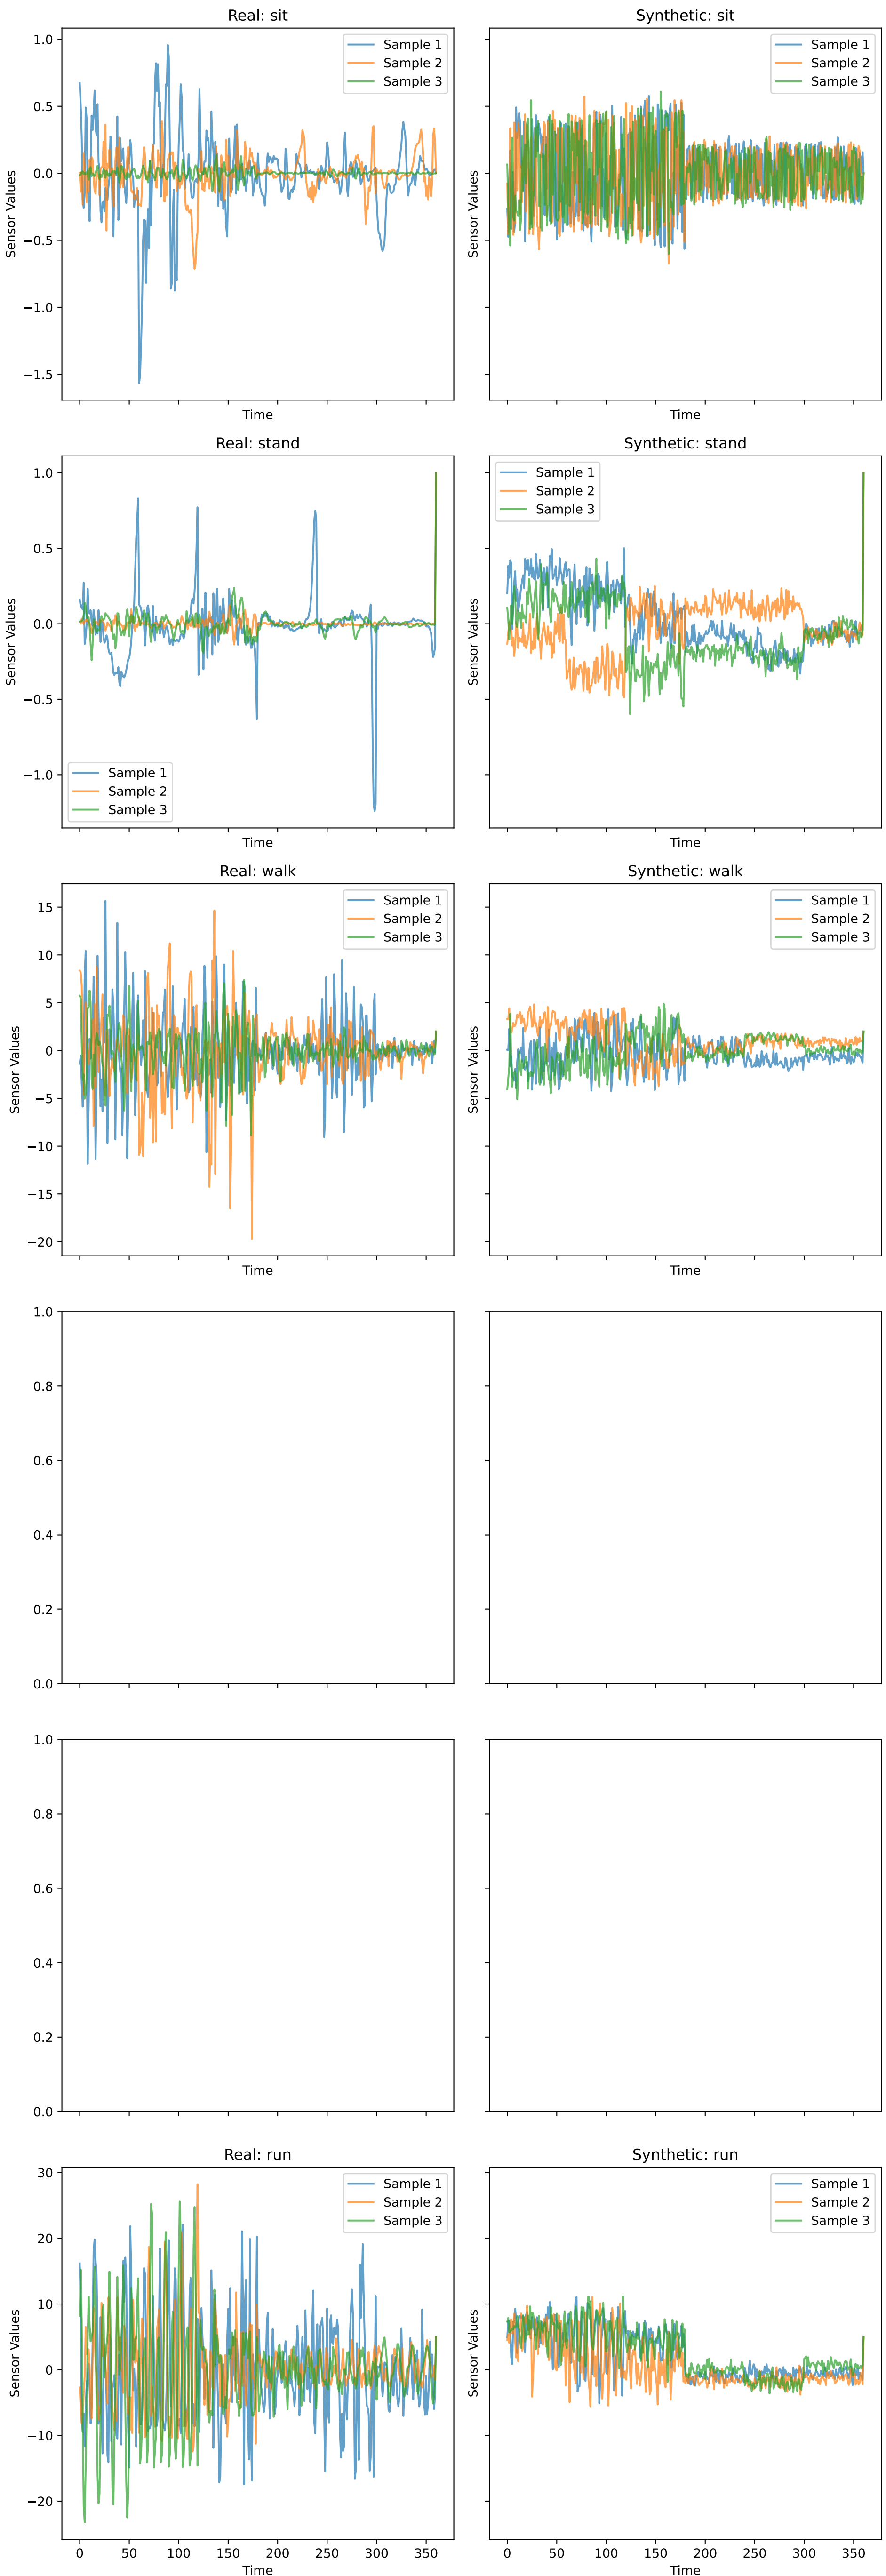 Real: sit
Synthetic: sit
1.0
0.5
0.0
−0.5
−1.0
−1.5
Sensor Values
Sample 1
Sample 2
Sample 3
Time
Sensor Values
Sample 1
Sample 2
Sample 3
Time
Real: stand
Synthetic: stand
1.0
0.5
0.0
−0.5
−1.0
Sensor Values
Sample 1
Sample 2
Sample 3
Time
Sensor Values
Sample 1
Sample 2
Sample 3
Time
Real: walk
Synthetic: walk
15
10
5
0
−5
−10
−15
−20
Sensor Values
Sample 1
Sample 2
Sample 3
Time
Sensor Values
Sample 1
Sample 2
Sample 3
Time
1.0
0.8
0.6
0.4
0.2
0.0
1.0
0.8
0.6
0.4
0.2
0.0
Real: run
Synthetic: run
30
20
10
0
−10
−20
Sensor Values
Sample 1
Sample 2
Sample 3
0 50 100 150 200 250 300 350
Time
Sensor Values
Sample 1
Sample 2
Sample 3
0 50 100 150 200 250 300 350
Time